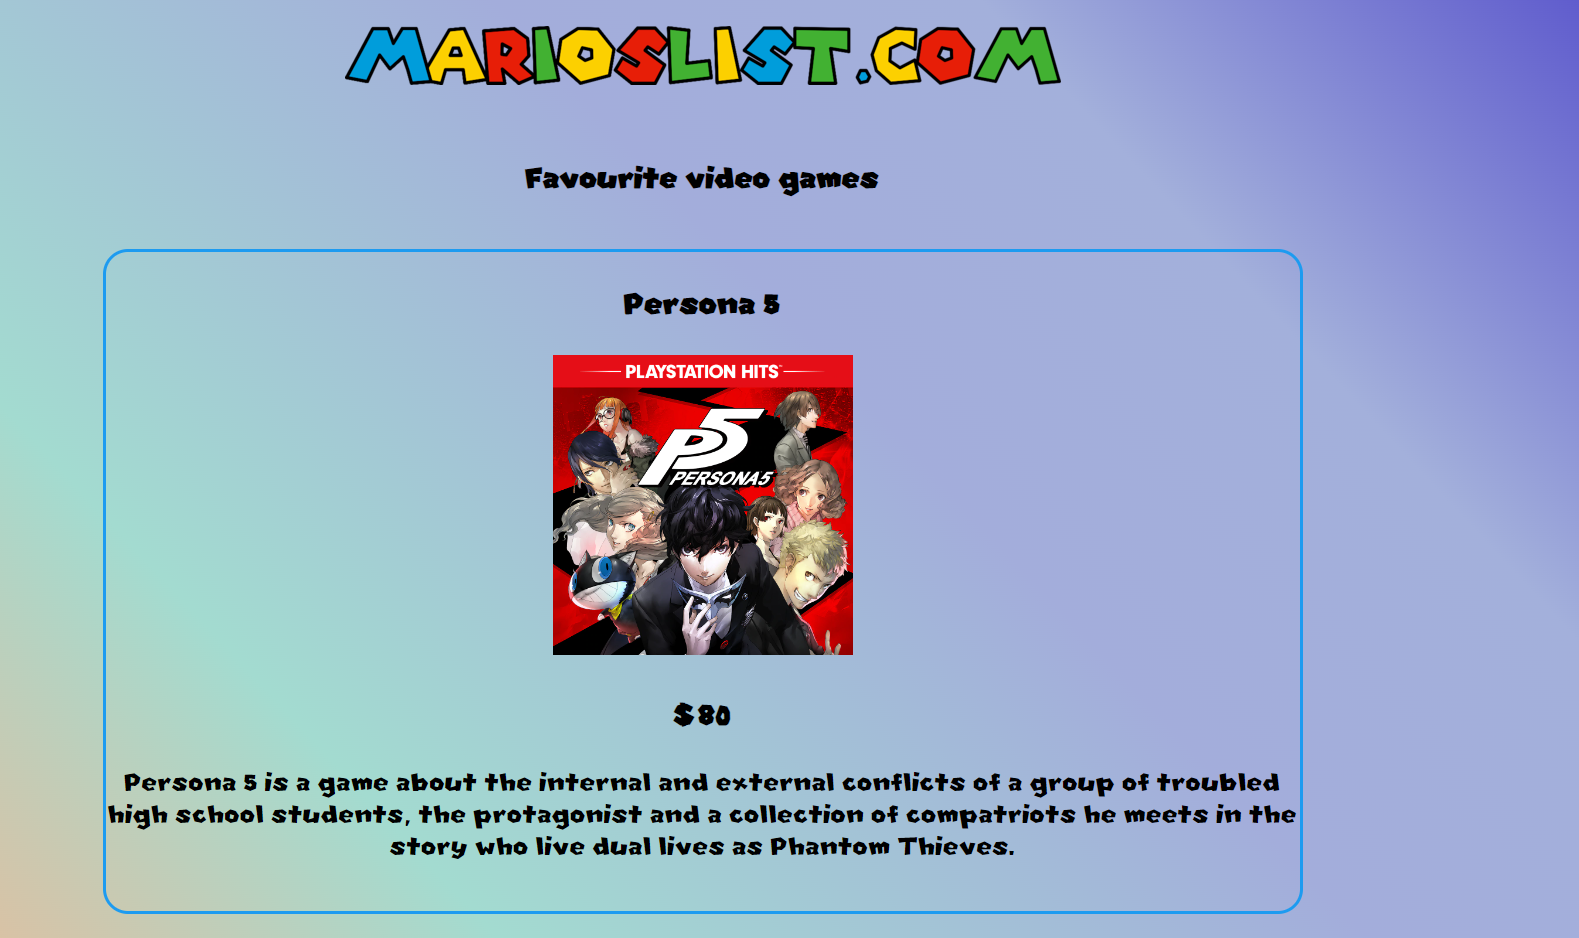 MARIOSLIST.COM
Favourite video games
Persona 5
PLAYSTATION HITS™
P5
PERSONA5
$80
Persona 5 is a game about the internal and external conflicts of a group of troubled
high school students, the protagonist and a collection of compatriots he meets in the
story who live dual lives as Phantom Thieves.